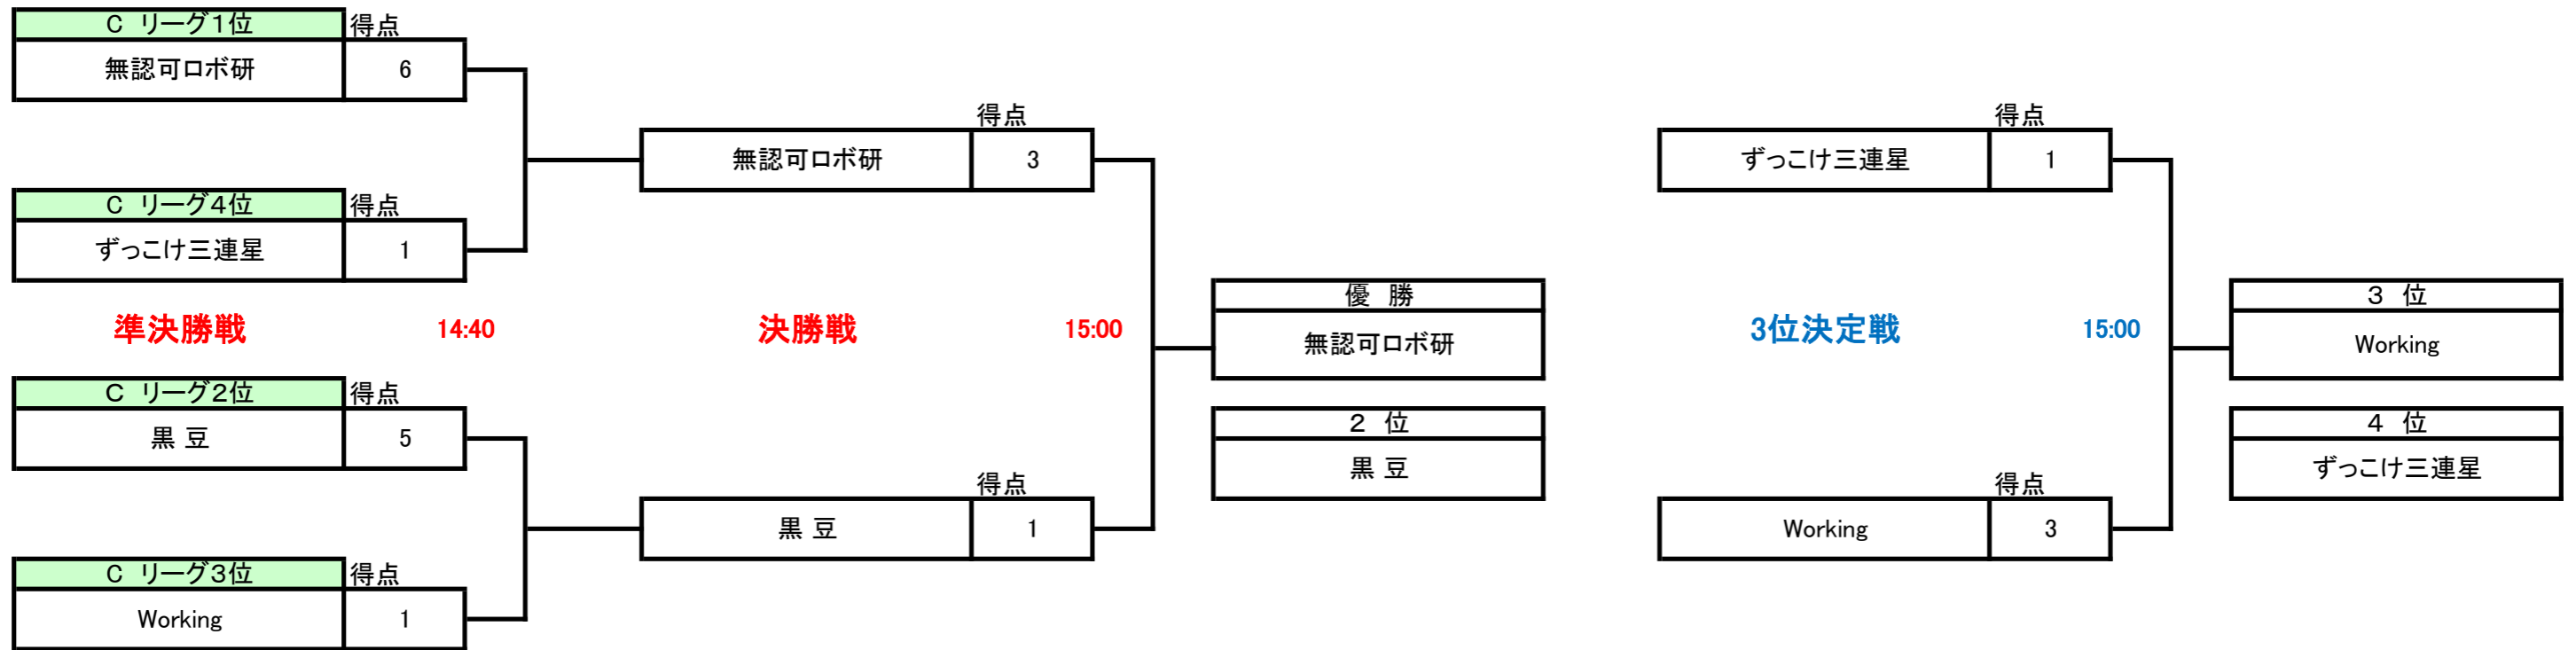 C リーグ1位 得点
無認可ロボ研 6
C リーグ4位 得点
ずっこけ三連星 1
準決勝戦 14:40
C リーグ2位 得点
黒 豆 5
C リーグ3位 得点
Working 1
得点
無認可ロボ研 3
決勝戦 15:00
得点
黒 豆 1
優 勝
無認可ロボ研
2 位
黒 豆
得点
ずっこけ三連星 1
3位決定戦 15:00
得点
Working 3
3 位
Working
4 位
ずっこけ三連星